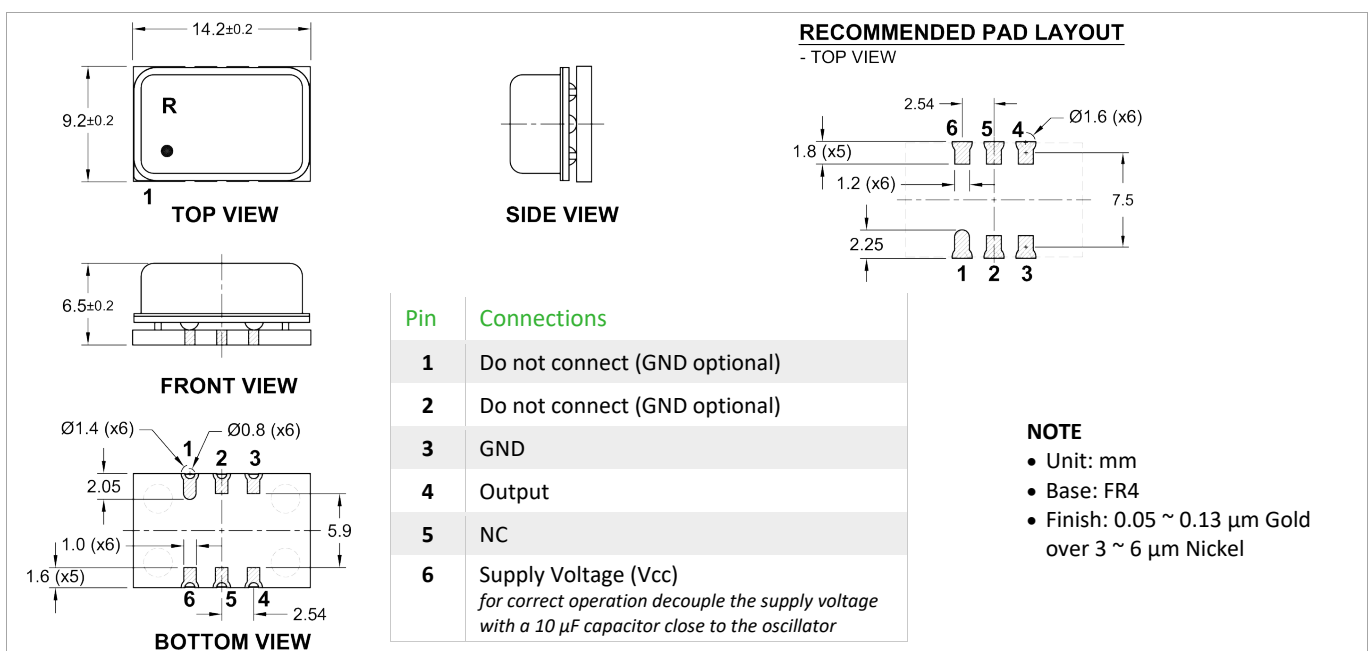 14.2±0.2
9.2±0.2
R
1
TOP VIEW
SIDE VIEW
RECOMMENDED PAD LAYOUT
- TOP VIEW
2.54
6 5 4
Ø1.6 (x6)
1.8 (x5)
1.2 (x6)
7.5
2.25
1 2 3
6.5±0.2
FRONT VIEW
Ø1.4 (x6)
Ø0.8 (x6)
1 2 3
2.05
5.9
1.0 (x6)
1.6 (x5)
6 5 4
2.54
BOTTOM VIEW
Pin Connections
1 Do not connect (GND optional)
2 Do not connect (GND optional)
3 GND
4 Output
5 NC
6 Supply Voltage (Vcc)
for correct operation decouple the supply voltage
with a 10 µF capacitor close to the oscillator
NOTE
• Unit: mm
• Base: FR4
• Finish: 0.05 ~ 0.13 µm Gold
over 3 ~ 6 µm Nickel